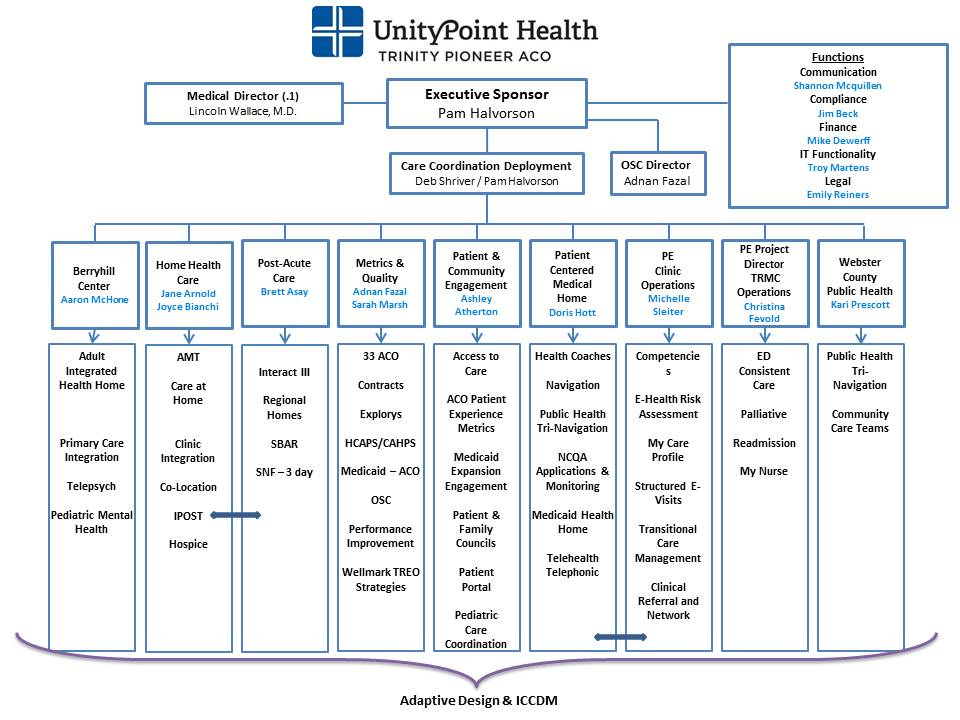 UnityPoint Health
TRINITY PIONEER ACO
Medical Director (.1)
Lincoln Wallace, M.D.
Executive Sponsor
Pam Halvorson
Functions
Communication
Shannon Mcquillen
Compliance
Jim Beck
Finance
Mike Dewerff
IT Functionality
Troy Martens
Legal
Emily Reiners
Care Coordination Deployment
Deb Shriver / Pam Halvorson
OSC Director
Adnan Fazal
Berryhill
Center
Aaron McHone
Home Health
Care
Jane Arnold
Joyce Bianchi
Post-Acute
Care
Brett Asay
Metrics &
Quality
Adnan Fazal
Sarah Marsh
Patient &
Community
Engagement
Ashley
Atherton
Patient
Centered
Medical
Home
Doris Hott
PE
Clinic
Operations
Michelle
Sleiter
PE Project
Director
TRMC
Operations
Christina
Fevold
Webster
County
Public Health
Kari Prescott
Adult
Integrated
Health Home
Primary Care
Integration
Telepsych
Pediatric Mental
Health
AMT
Care at
Home
Clinic
Integration
Co-Location
IPOST
Hospice
Interact III
Regional
Homes
SBAR
SNF – 3 day
33 ACO
Contracts
Explorys
HCAPS/CAHPS
Medicaid – ACO
OSC
Performance
Improvement
Wellmark TREO
Strategies
Access to
Care
ACO Patient
Experience
Metrics
Medicaid
Expansion
Engagement
Patient &
Family
Councils
Patient
Portal
Pediatric
Care
Coordination
Health Coaches
Navigation
Public Health
Tri-Navigation
NCQA
Applications &
Monitoring
Medicaid Health
Home
Telehealth
Telephonic
Competencie
s
E-Health Risk
Assessment
My Care
Profile
Structured E-
Visits
Transitional
Care
Management
Clinical
Referral and
Network
ED
Consistent
Care
Palliative
Readmission
My Nurse
Public Health
Tri-
Navigation
Community
Care Teams
Adaptive Design & ICCDM